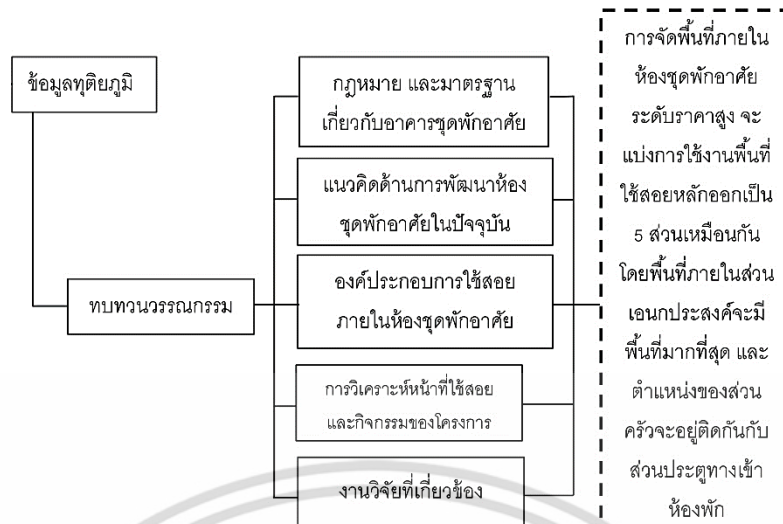 ข้อมูลทุติยภูมิ
ทบทวนวรรณกรรม
กฎหมาย และมาตรฐาน
เกี่ยวกับอาคารชุดพักอาศัย
แนวคิดด้านการพัฒนาห้อง
ชุดพักอาศัยในปัจจุบัน
องค์ประกอบการใช้สอย
ภายในห้องชุดพักอาศัย
การวิเคราะห์หน้าที่ใช้สอย
และกิจกรรมของโครงการ
งานวิจัยที่เกี่ยวข้อง
การจัดพื้นที่ภายใน
ห้องชุดพักอาศัย
ระดับราคาสูง จะ
แบ่งการใช้งานพื้นที่
ใช้สอยหลักออกเป็น
5 ส่วนเหมือนกัน
โดยพื้นที่ภายในส่วน
เอนกประสงค์จะมี
พื้นที่มากที่สุด และ
ตำแหน่งของส่วน
ครัวจะอยู่ติดกันกับ
ส่วนประตูทางเข้า
ห้องพัก